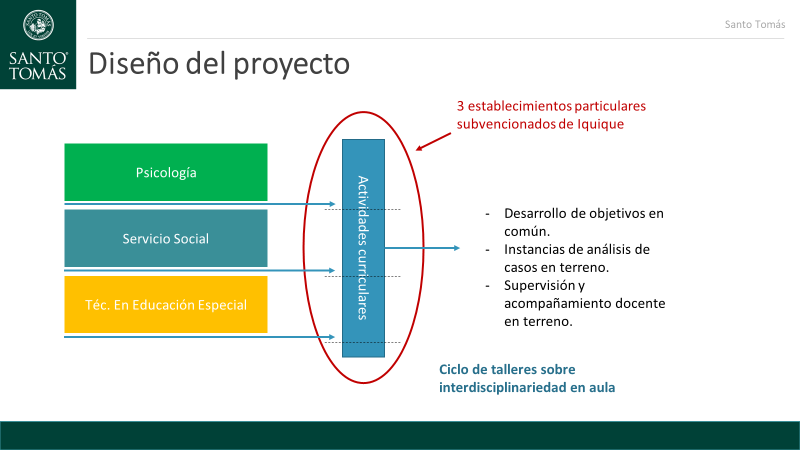 Santo Tomás
SANTO
TOMÁS
Diseño del proyecto
3 establecimientos particulares
subvencionados de Iquique
Psicología
Servicio Social
Téc. En Educación Especial
Actividades curriculares
- Desarrollo de objetivos en
común.
- Instancias de análisis de
casos en terreno.
- Supervisión y
acompañamiento docente
en terreno.
Ciclo de talleres sobre
interdisciplinariedad en aula